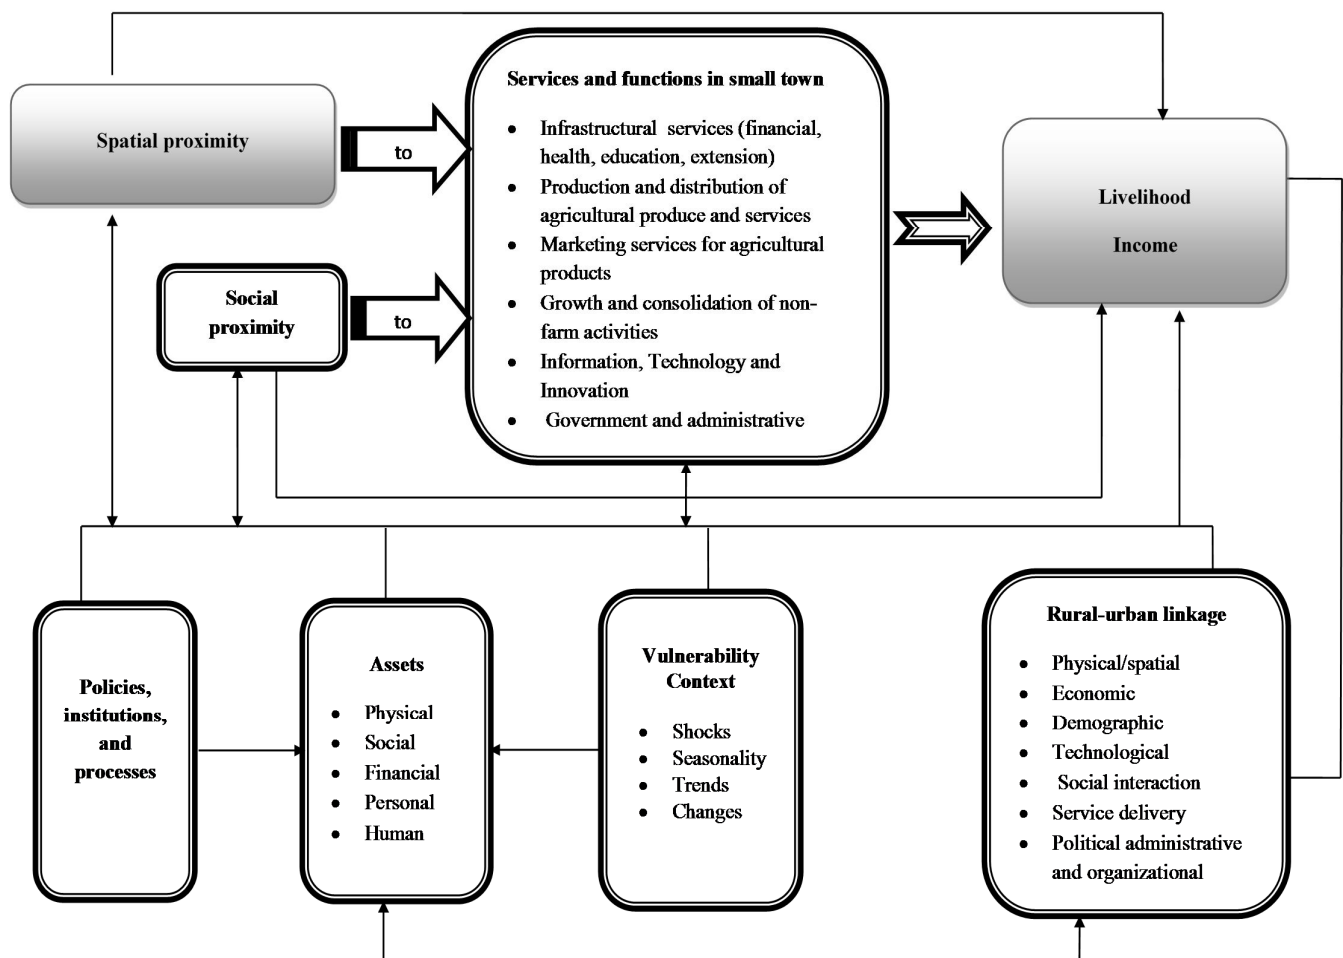 Spatial proximity
to
Social
proximity
to
Services and functions in small town
• Infrastructural services (financial,
health, education, extension)
• Production and distribution of
agricultural produce and services
• Marketing services for agricultural
products
• Growth and consolidation of non-
farm activities
• Information, Technology and
Innovation
• Government and administrative
Livelihood
Income
Policies,
institutions,
and
processes
Assets
• Physical
• Social
• Financial
• Personal
• Human
Vulnerability
Context
• Shocks
• Seasonality
• Trends
• Changes
Rural-urban linkage
• Physical/spatial
• Economic
• Demographic
• Technological
• Social interaction
• Service delivery
• Political administrative
and organizational